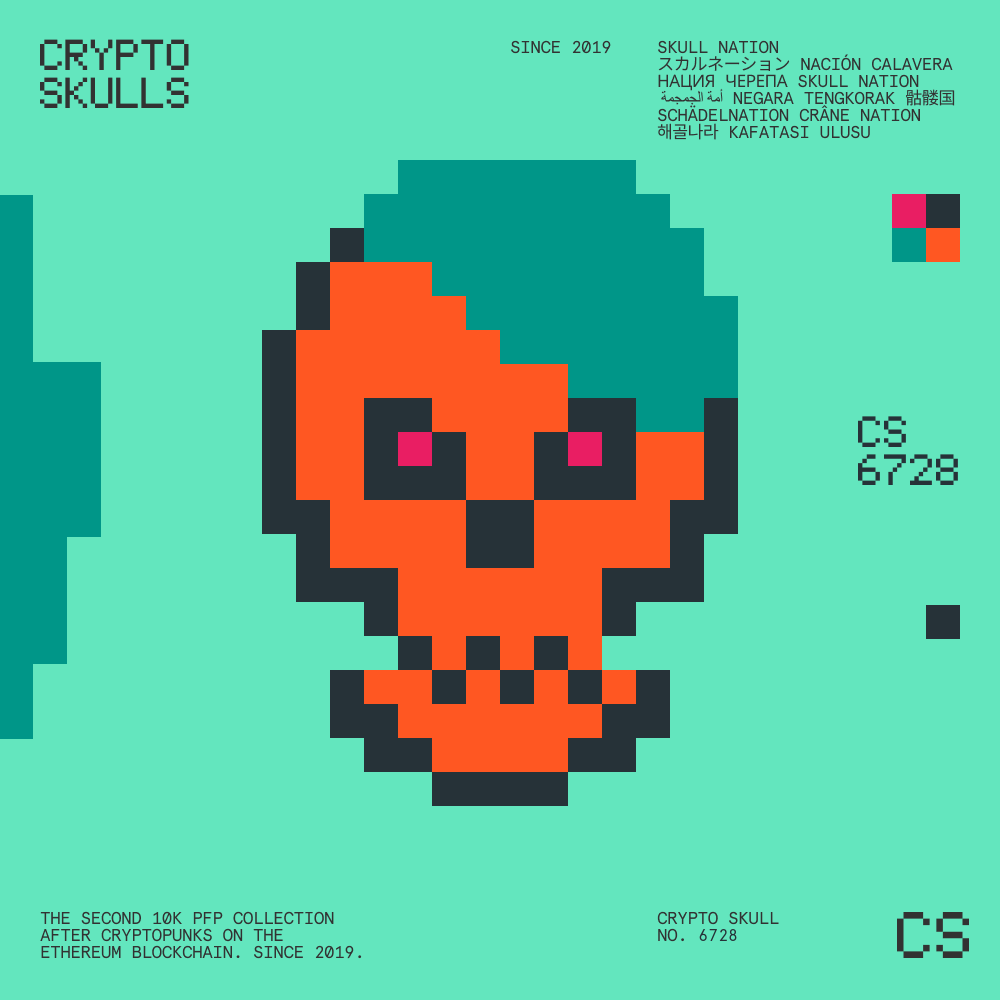 CRYPTO
SKULLS
SINCE 2019
SKULL NATION
スカルネーション NACIÓN CALAVERA
НАЦИЯ ЧЕРЕПА SKULL NATION
أمة الجمجمة NEGARA TENGKORAK 骷髅国
SCHÄDELNATION CRÂNE NATION
해골나라 KAFATASI ULUSU
CS
6728
THE SECOND 10K PFP COLLECTION
AFTER CRYPTOPUNKS ON THE
ETHEREUM BLOCKCHAIN. SINCE 2019.
CRYPTO SKULL
NO. 6728
CS